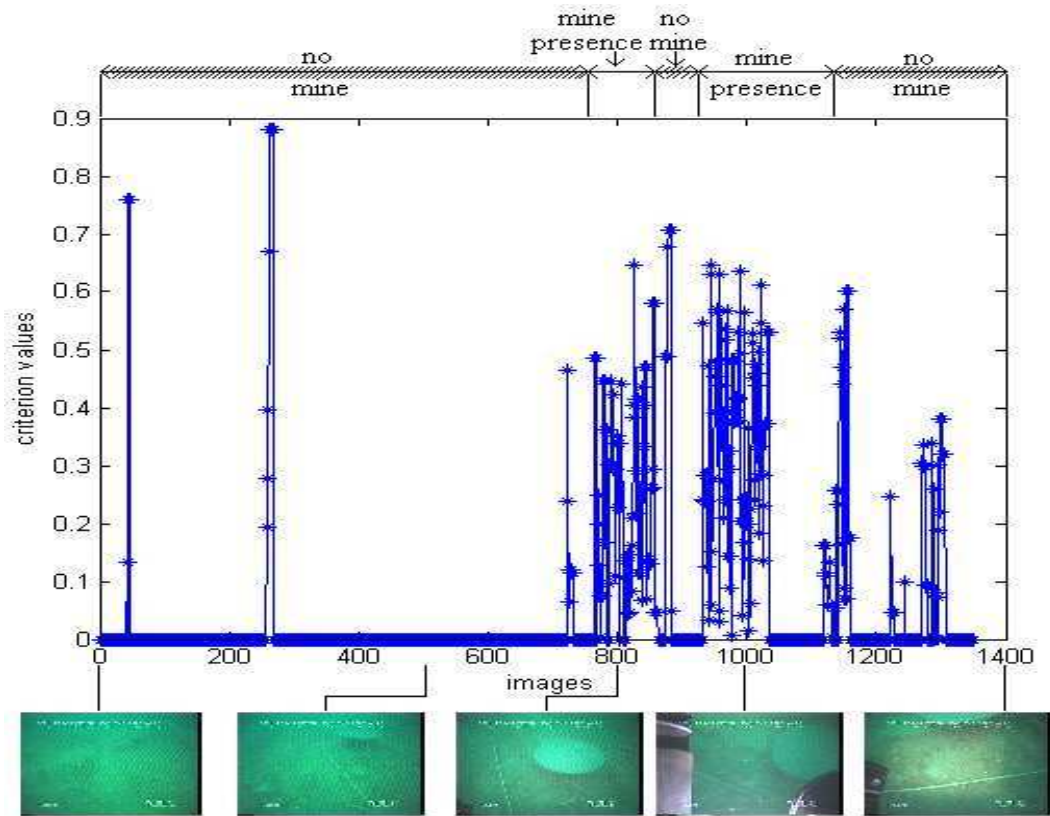 mine
presence
no
mine
no
mine
mine
presence
no
mine
0.9
0.8
0.7
0.6
0.5
0.4
0.3
0.2
0.1
0
criterion values
0 200 400 600 800 1000 1200 1400
images